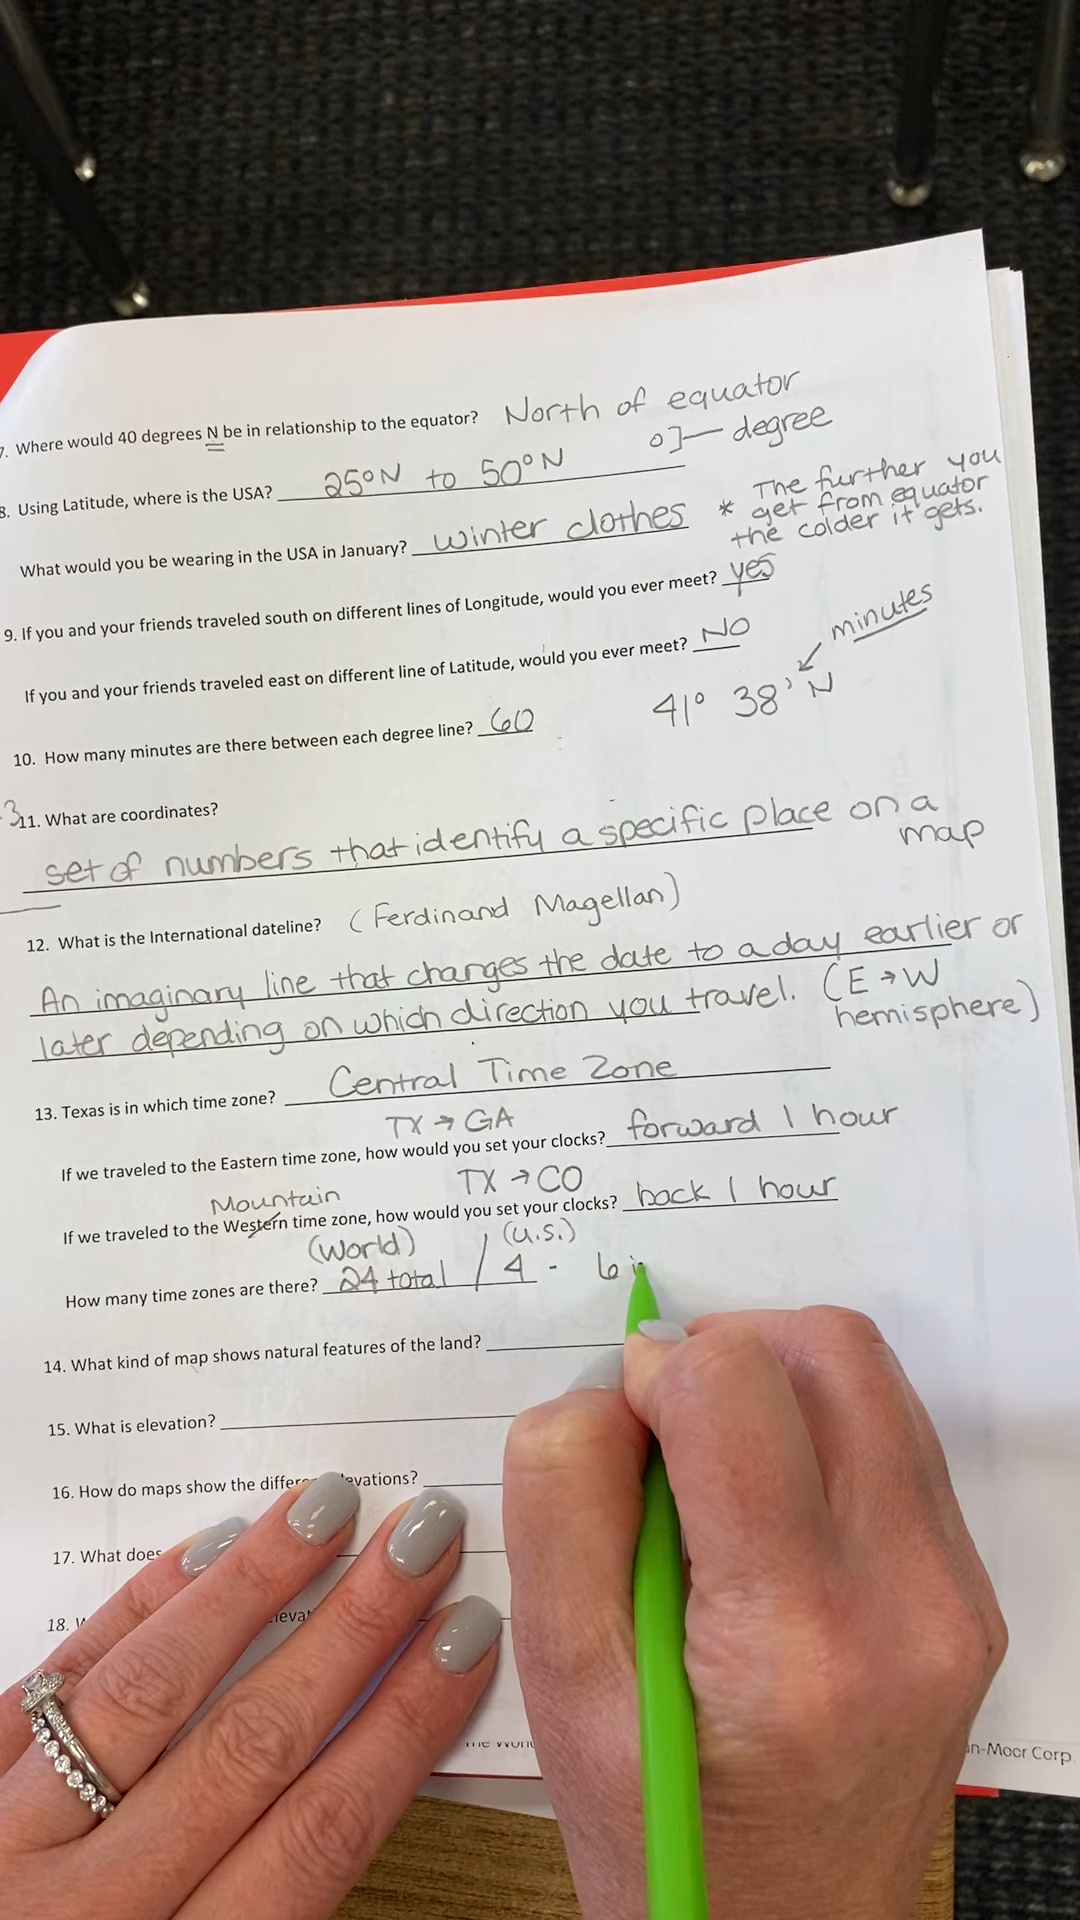 7. Where would 40 degrees N be in relationship to the equator? North of equator
°]— degree
8. Using Latitude, where is the USA? 25°N to 50°N
* The further you
get from equator
the colder it gets.
What would you be wearing in the USA in January? winter clothes
9. If you and your friends traveled south on different lines of Longitude, would you ever meet? yes
If you and your friends traveled east on different line of Latitude, would you ever meet? NO
minutes
41° 38' N
10. How many minutes are there between each degree line? 60
11. What are coordinates?
set of numbers that identify a specific place on a
map
12. What is the International dateline? (Ferdinand Magellan)
An imaginary line that changes the date to a day earlier or
later depending on which direction you travel. (E → W
hemisphere)
13. Texas is in which time zone? Central Time Zone
TX → GA
If we traveled to the Eastern time zone, how would you set your clocks? forward 1 hour
Mountain TX → CO
If we traveled to the Western time zone, how would you set your clocks? back 1 hour
(World) (U.S.)
How many time zones are there? 24 total / 4 - 6
14. What kind of map shows natural features of the land?
15. What is elevation?
16. How do maps show the elevations?
17. What does
18.
n-Moor Corp.